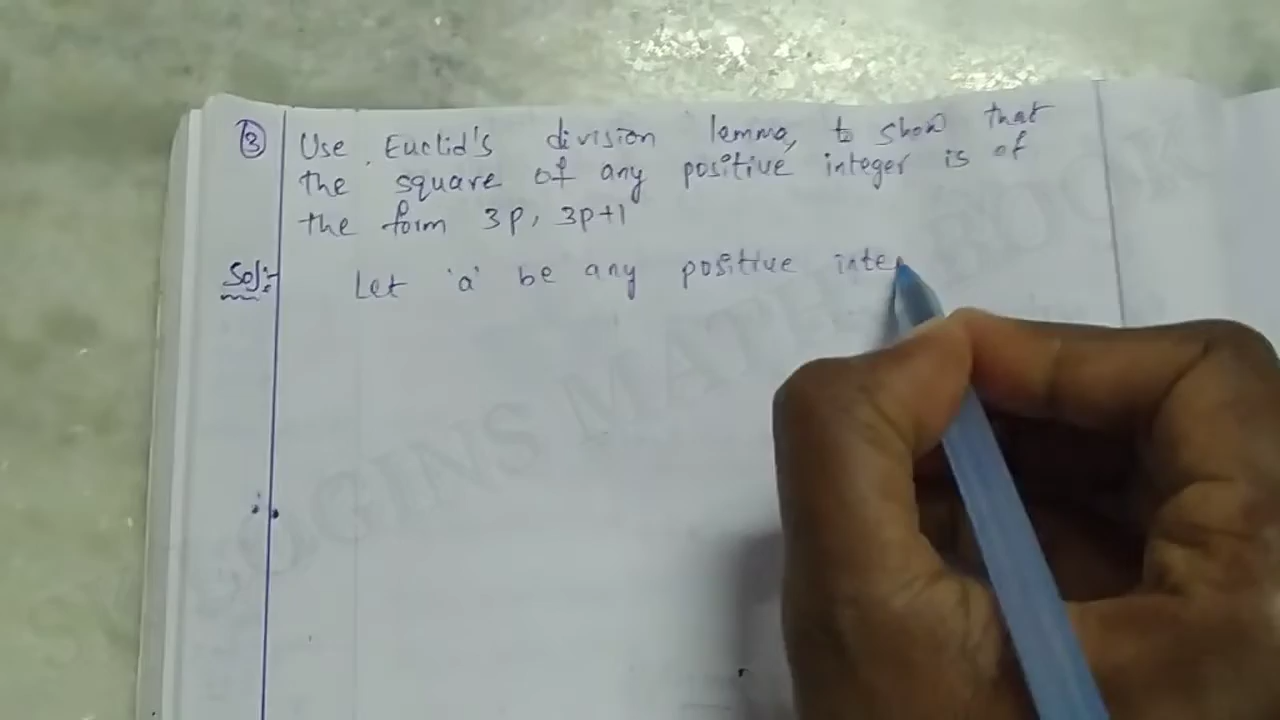 3 Use Euclid's division lemma, to show that
the square of any positive integer is of
the form 3p, 3p+1
Sol:- Let 'a' be any positive inte